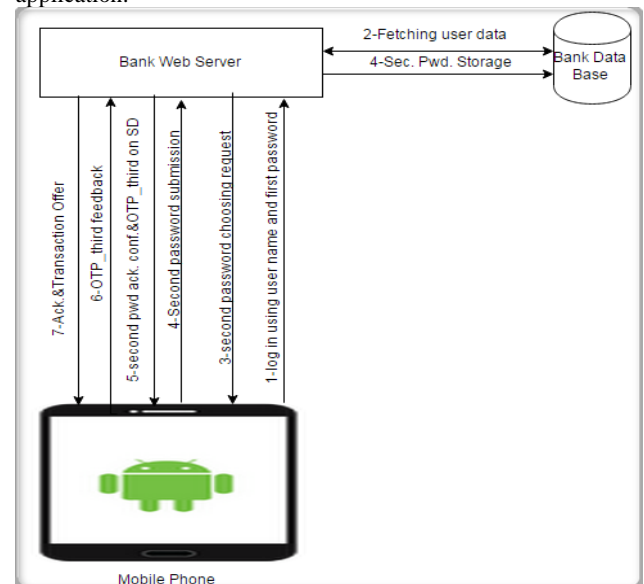 application.
2-Fetching user data
Bank Web Server
4-Sec. Pwd. Storage
Bank Data
Base
7-Ack.&Transaction Offer
6-OTP_third feedback
5-second pwd ack. conf.&OTP_third on SD
4-Second password submission
3-second password choosing request
1-log in using user name and first password
Mobile Phone